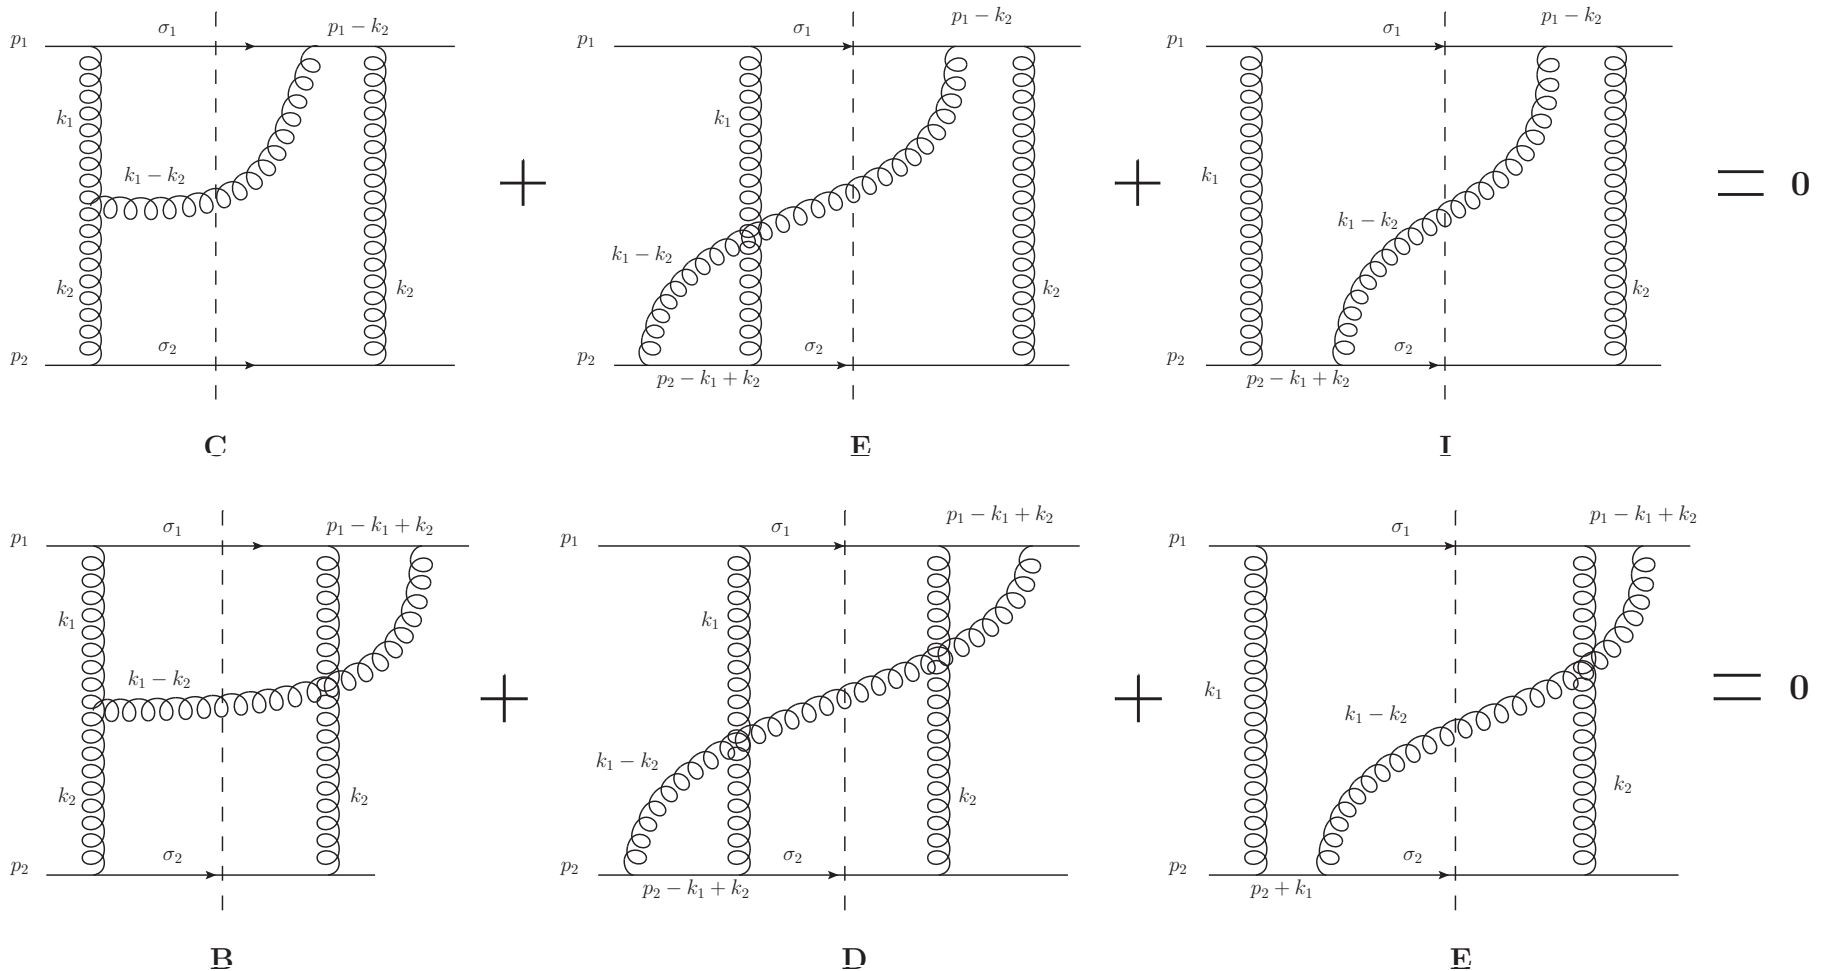 p₁ σ₁ p₁ − k₂
k₁
k₁ − k₂
k₂ k₂
p₂ σ₂
C
+
p₁ σ₁ p₁ − k₂
k₁
k₁ − k₂
k₂
p₂ σ₂
p₂ − k₁ + k₂
E
+
p₁ σ₁ p₁ − k₂
k₁
k₁ − k₂
k₂
p₂ σ₂
p₂ − k₁ + k₂
I
= 0
p₁ σ₁ p₁ − k₁ + k₂
k₁
k₁ − k₂
k₂ k₂
p₂ σ₂
B
+
p₁ σ₁ p₁ − k₁ + k₂
k₁
k₁ − k₂
k₂
p₂ σ₂
p₂ − k₁ + k₂
D
+
p₁ σ₁ p₁ − k₁ + k₂
k₁
k₁ − k₂
k₂
p₂ σ₂
p₂ + k₁
E
= 0